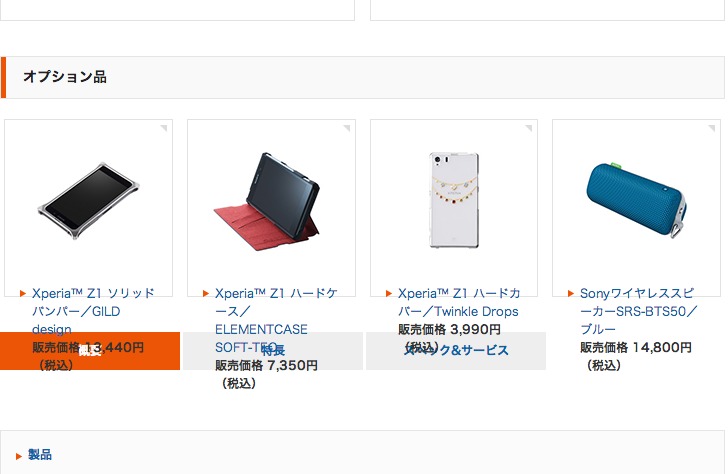 オプション品
Xperia™ Z1 ソリッド
バンパー／GILD
design
販売価格 13,440円
（税込）
Xperia™ Z1 ハードケ
ース／
ELEMENTCASE
SOFT-TEC
販売価格 7,350円
（税込）
Xperia™ Z1 ハードカ
バー／Twinkle Drops
販売価格 3,990円
（税込）
Sonyワイヤレススピ
ーカーSRS-BTS50／
ブルー
販売価格 14,800円
（税込）
特長
スペック&サービス
製品